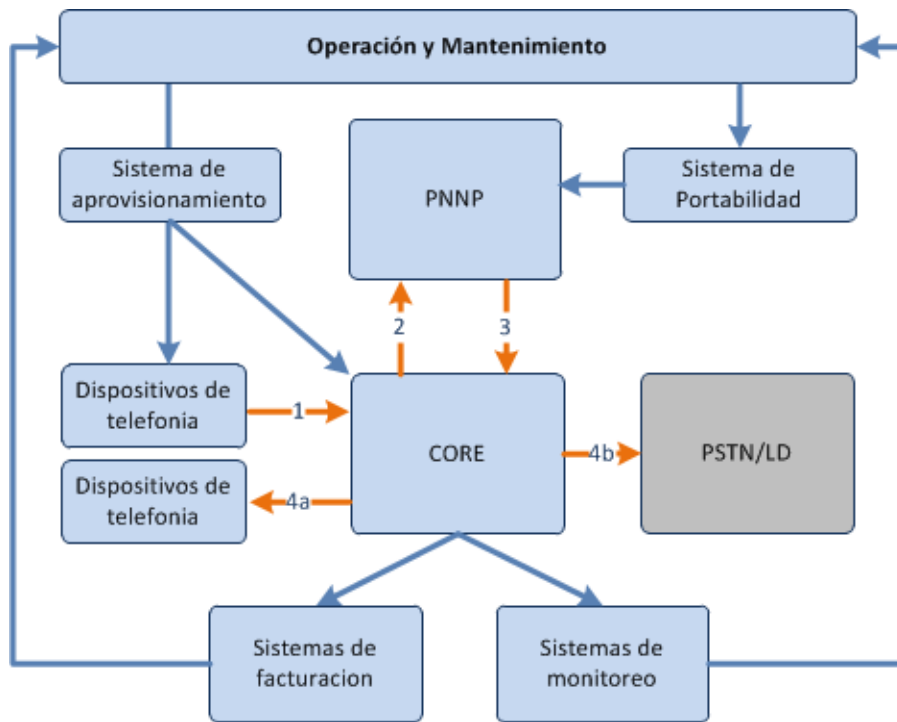 Operación y Mantenimiento
Sistema de
aprovisionamiento
PNNP
Sistema de
Portabilidad
2
3
Dispositivos de
telefonia
1
CORE
4b
PSTN/LD
Dispositivos de
telefonia
4a
Sistemas de
facturacion
Sistemas de
monitoreo